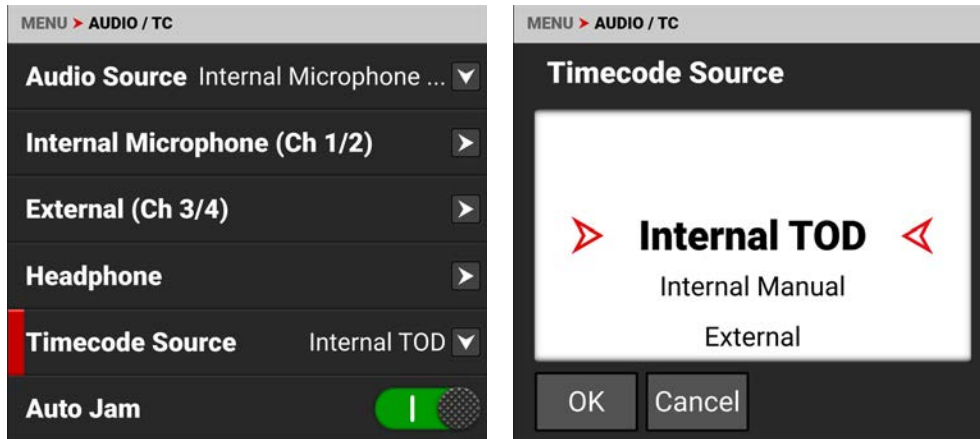 MENU > AUDIO / TC
Audio Source Internal Microphone ...
Internal Microphone (Ch 1/2)
External (Ch 3/4)
Headphone
Timecode Source Internal TOD
Auto Jam
MENU > AUDIO / TC
Timecode Source
Internal TOD
Internal Manual
External
OK Cancel